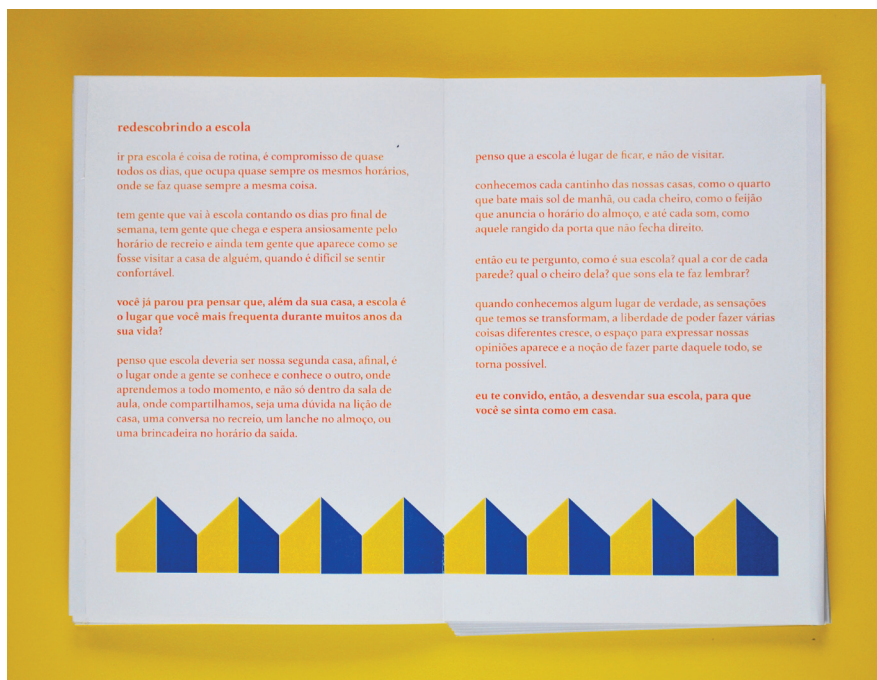 redescobrindo a escola
ir pra escola é coisa de rotina, é compromisso de quase
todos os dias, que ocupa quase sempre os mesmos horários,
onde se faz quase sempre a mesma coisa.
tem gente que vai à escola contando os dias pro final de
semana, tem gente que chega e espera ansiosamente pelo
horário de recreio e ainda tem gente que aparece como se
fosse visitar a casa de alguém, quando é difícil se sentir
confortável.
você já parou pra pensar que, além da sua casa, a escola é
o lugar que você mais frequenta durante muitos anos da
sua vida?
penso que escola deveria ser nossa segunda casa, afinal, é
o lugar onde a gente se conhece e conhece o outro, onde
aprendemos a todo momento, e não só dentro da sala de
aula, onde compartilhamos, seja uma dúvida na lição de
casa, uma conversa no recreio, um lanche no almoço, ou
uma brincadeira no horário da saída.
penso que a escola é lugar de ficar, e não de visitar.
conhecemos cada cantinho das nossas casas, como o quarto
que bate mais sol de manhã, ou cada cheiro, como o feijão
que anuncia o horário do almoço, e até cada som, como
aquele rangido da porta que não fecha direito.
então eu te pergunto, como é sua escola? qual a cor de cada
parede? qual o cheiro dela? que sons ela te faz lembrar?
quando conhecemos algum lugar de verdade, as sensações
que temos se transformam, a liberdade de poder fazer várias
coisas diferentes cresce, o espaço para expressar nossas
opiniões aparece e a noção de fazer parte daquele todo, se
torna possível.
eu te convido, então, a desvendar sua escola, para que
você se sinta como em casa.